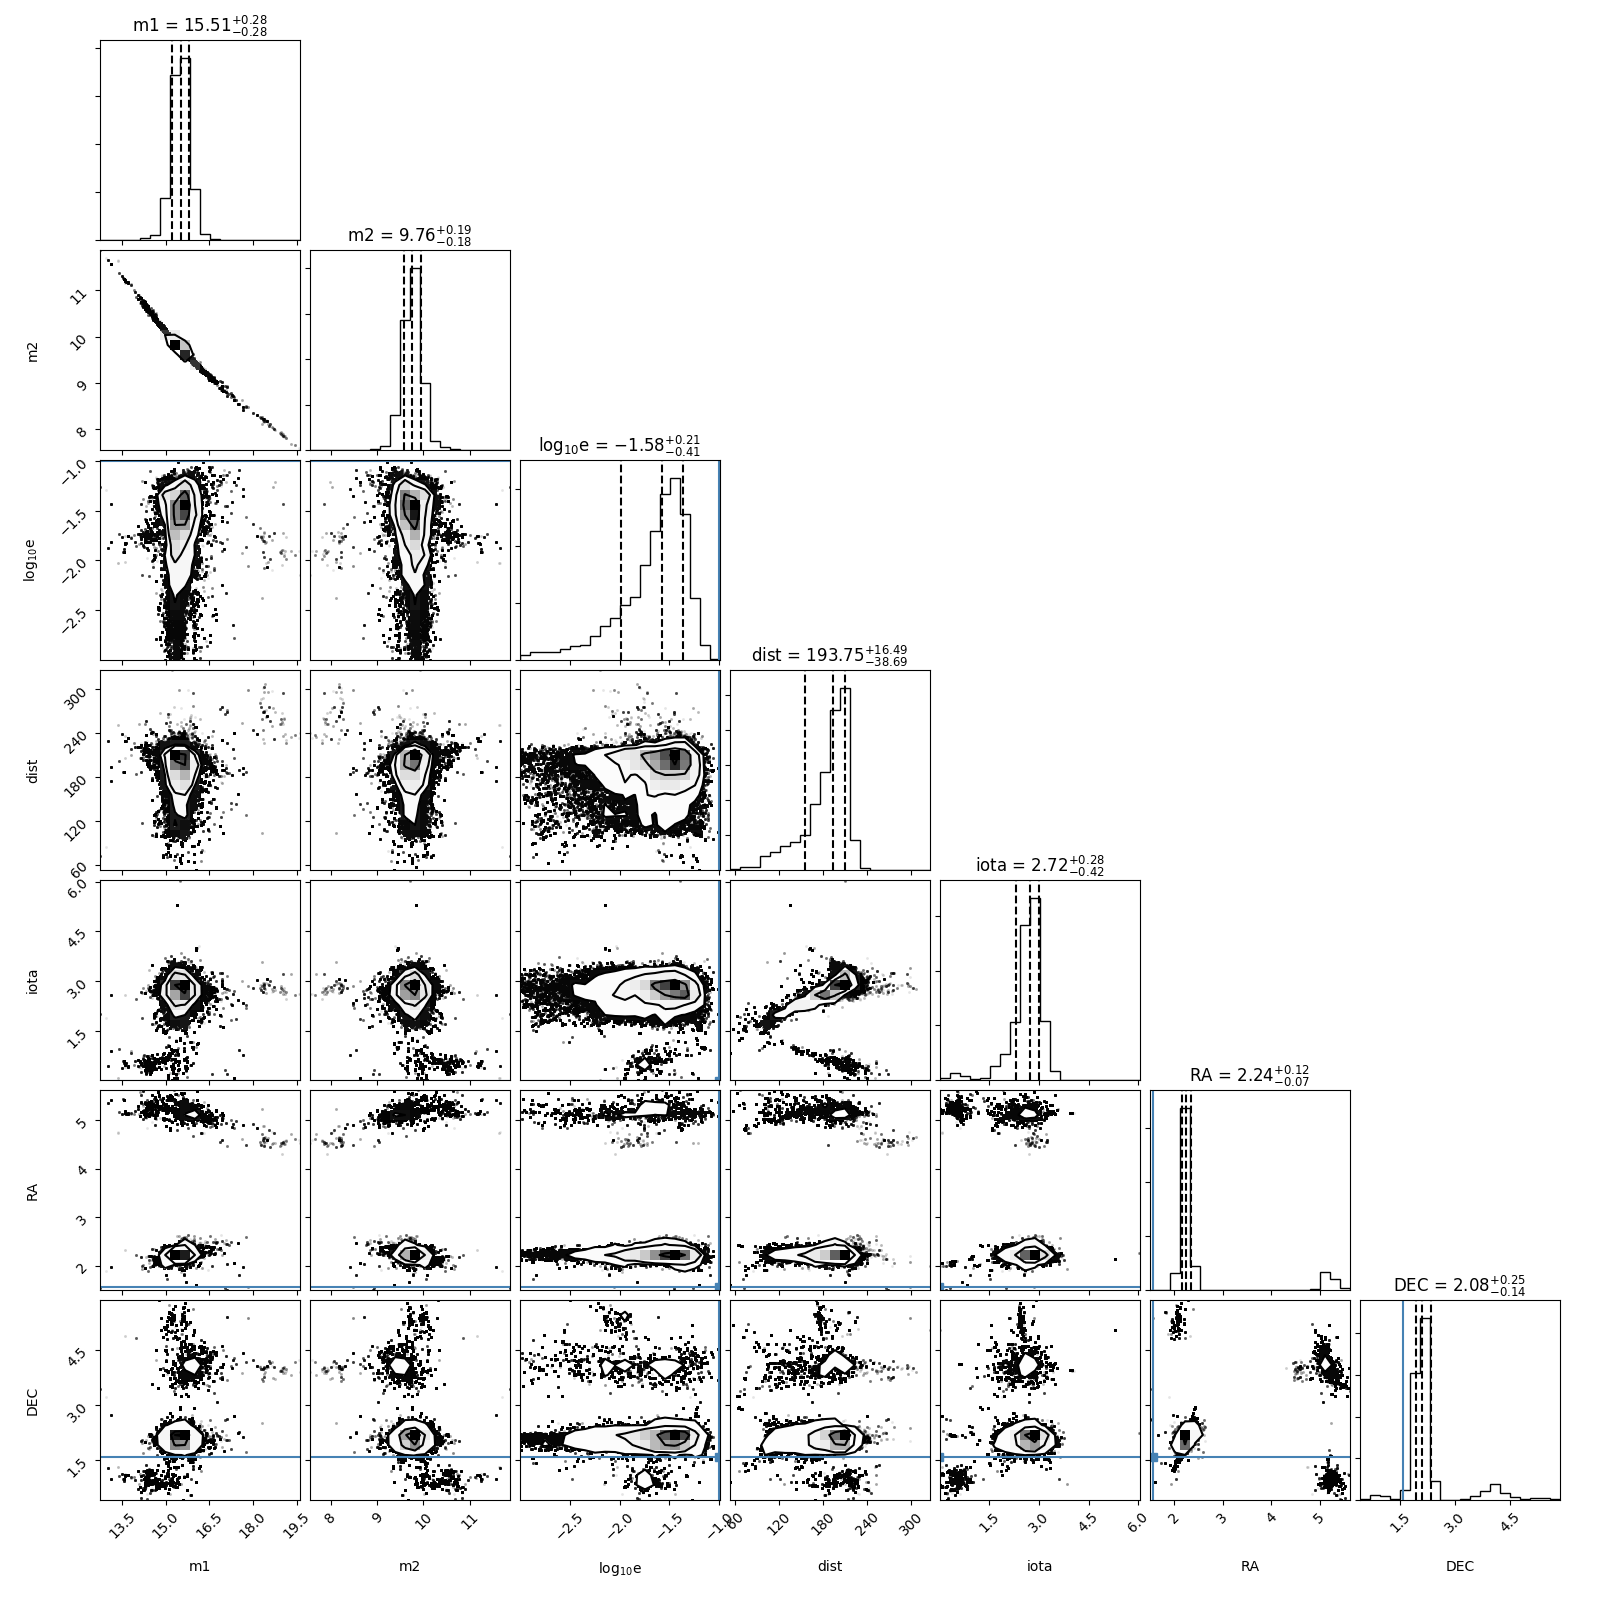 m1 = 15.51+0.28−0.28
m2 = 9.76+0.19−0.18
m2
11
10
9
8
log10e = −1.58+0.21−0.41
log10e
−1.0
−1.5
−2.0
−2.5
dist = 193.75+16.49−38.69
dist
300
240
180
120
60
iota = 2.72+0.28−0.42
iota
6.0
4.5
3.0
1.5
RA = 2.24+0.12−0.07
RA
5
4
3
2
DEC = 2.08+0.25−0.14
DEC
4.5
3.0
1.5
13.5 15.0 16.5 18.0 19.5 8 9 10 11 −2.5 −2.0 −1.5 −1.0 60 120 180 240 300 1.5 3.0 4.5 6.0 2 3 4 5 1.5 3.0 4.5
m1 m2 log10e dist iota RA DEC